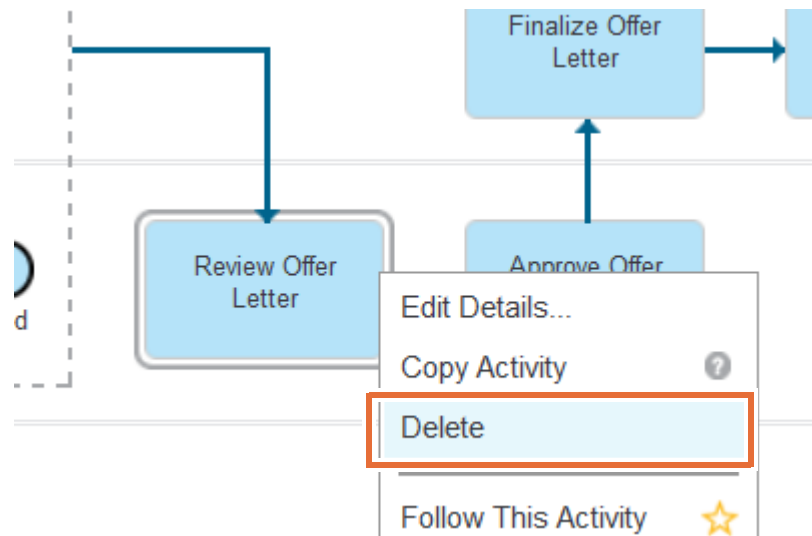 Finalize Offer
Letter
Review Offer
Letter
Approve Offer
d
Edit Details...
Copy Activity
?
Delete
Follow This Activity